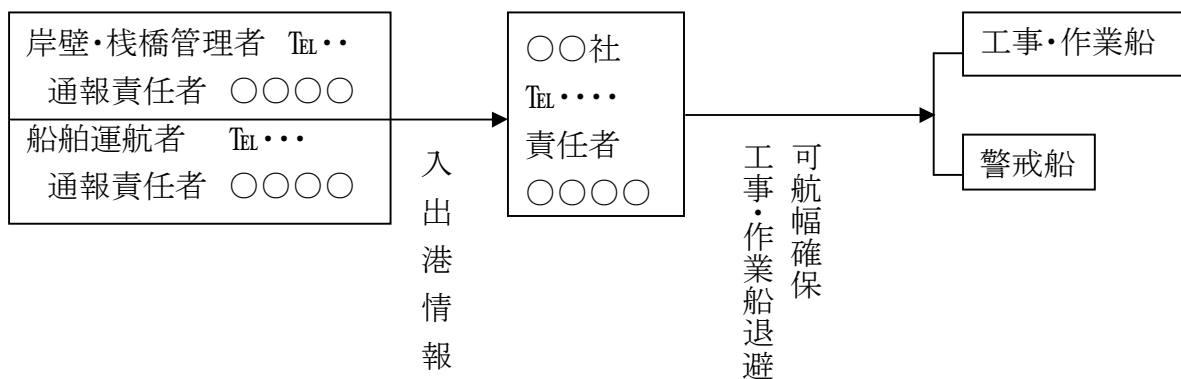 岸壁・桟橋管理者 ℡・・
通報責任者 ○○○○
船舶運航者 ℡・・・
通報責任者 ○○○○
入出港情報
○○社
℡・・・・
責任者
○○○○
可航幅確保
工事・作業船退避
工事・作業船
警戒船